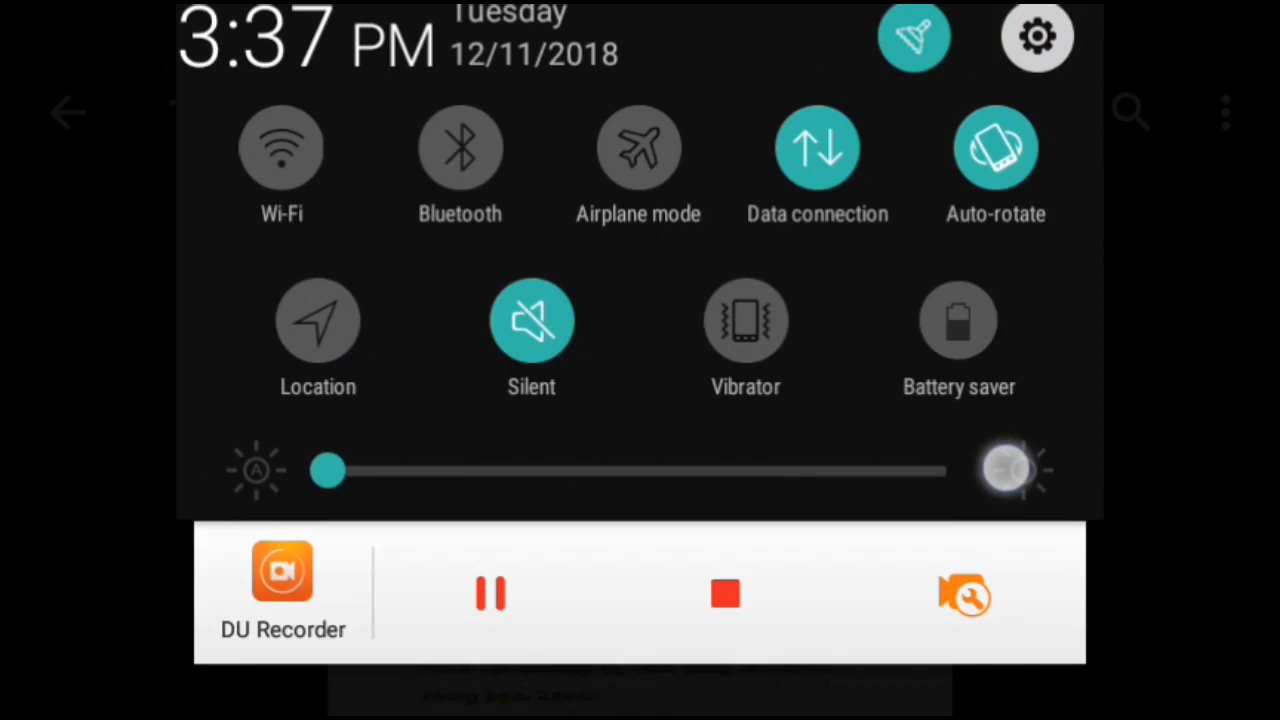 3:37 PM Tuesday
12/11/2018
Wi-Fi Bluetooth Airplane mode Data connection Auto-rotate
Location Silent Vibrator Battery saver
A
DU Recorder